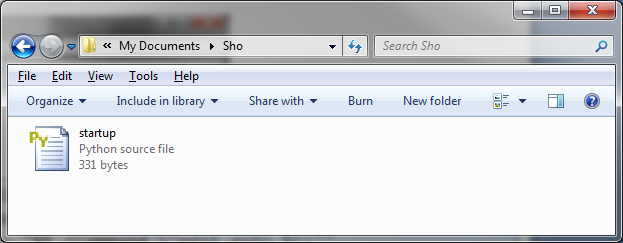 « My Documents Sho
Search Sho
File Edit View Tools Help
Organize Include in library Share with Burn New folder
PY
startup
Python source file
331 bytes